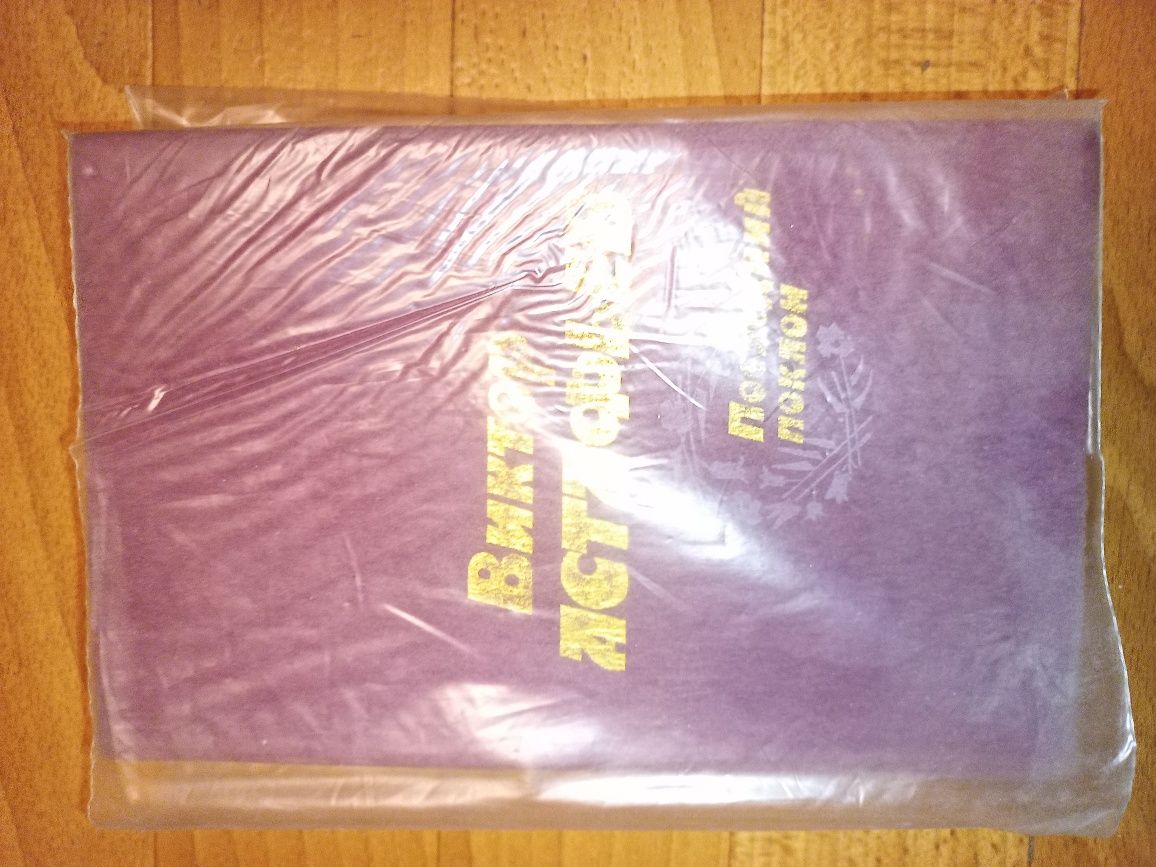 Виктор
Астафьев
Последний
поклон